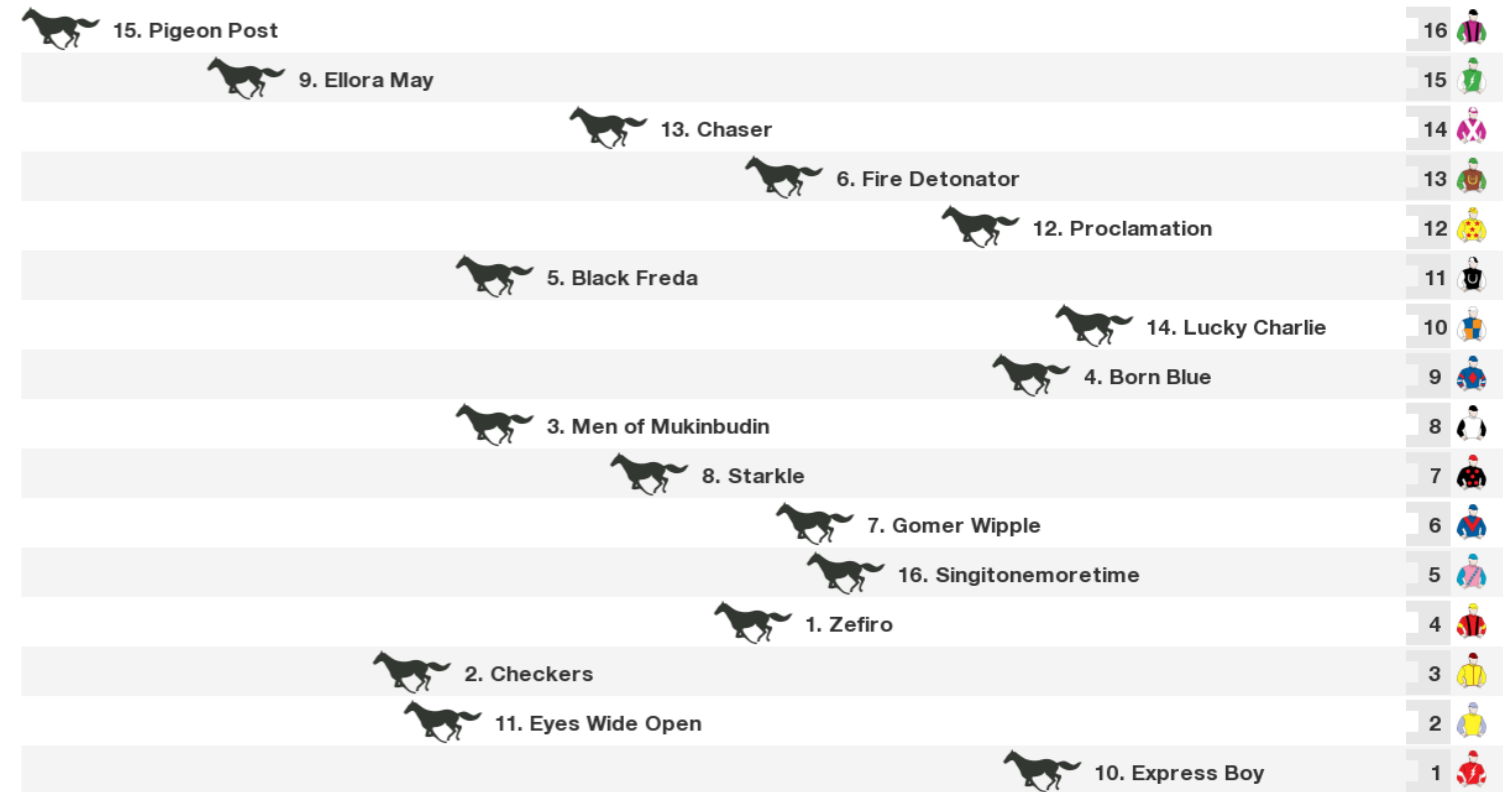 15. Pigeon Post 16
9. Ellora May 15
13. Chaser 14
6. Fire Detonator 13
12. Proclamation 12
5. Black Freda 11
14. Lucky Charlie 10
4. Born Blue 9
3. Men of Mukinbudin 8
8. Starkle 7
7. Gomer Wipple 6
16. Singitonemoretime 5
1. Zefiro 4
2. Checkers 3
11. Eyes Wide Open 2
10. Express Boy 1